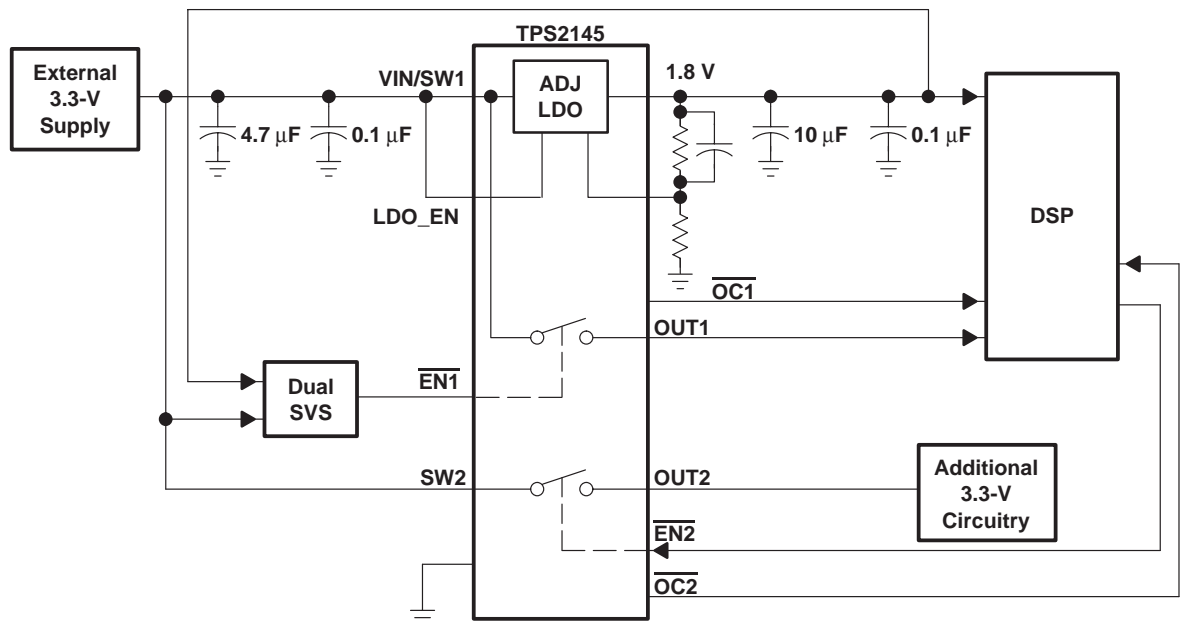 TPS2145
External
3.3-V
Supply
VIN/SW1
ADJ
LDO
1.8 V
4.7 μF
0.1 μF
10 μF
0.1 μF
LDO_EN
DSP
OC1
OUT1
Dual
SVS
EN1
SW2
OUT2
Additional
3.3-V
Circuitry
EN2
OC2